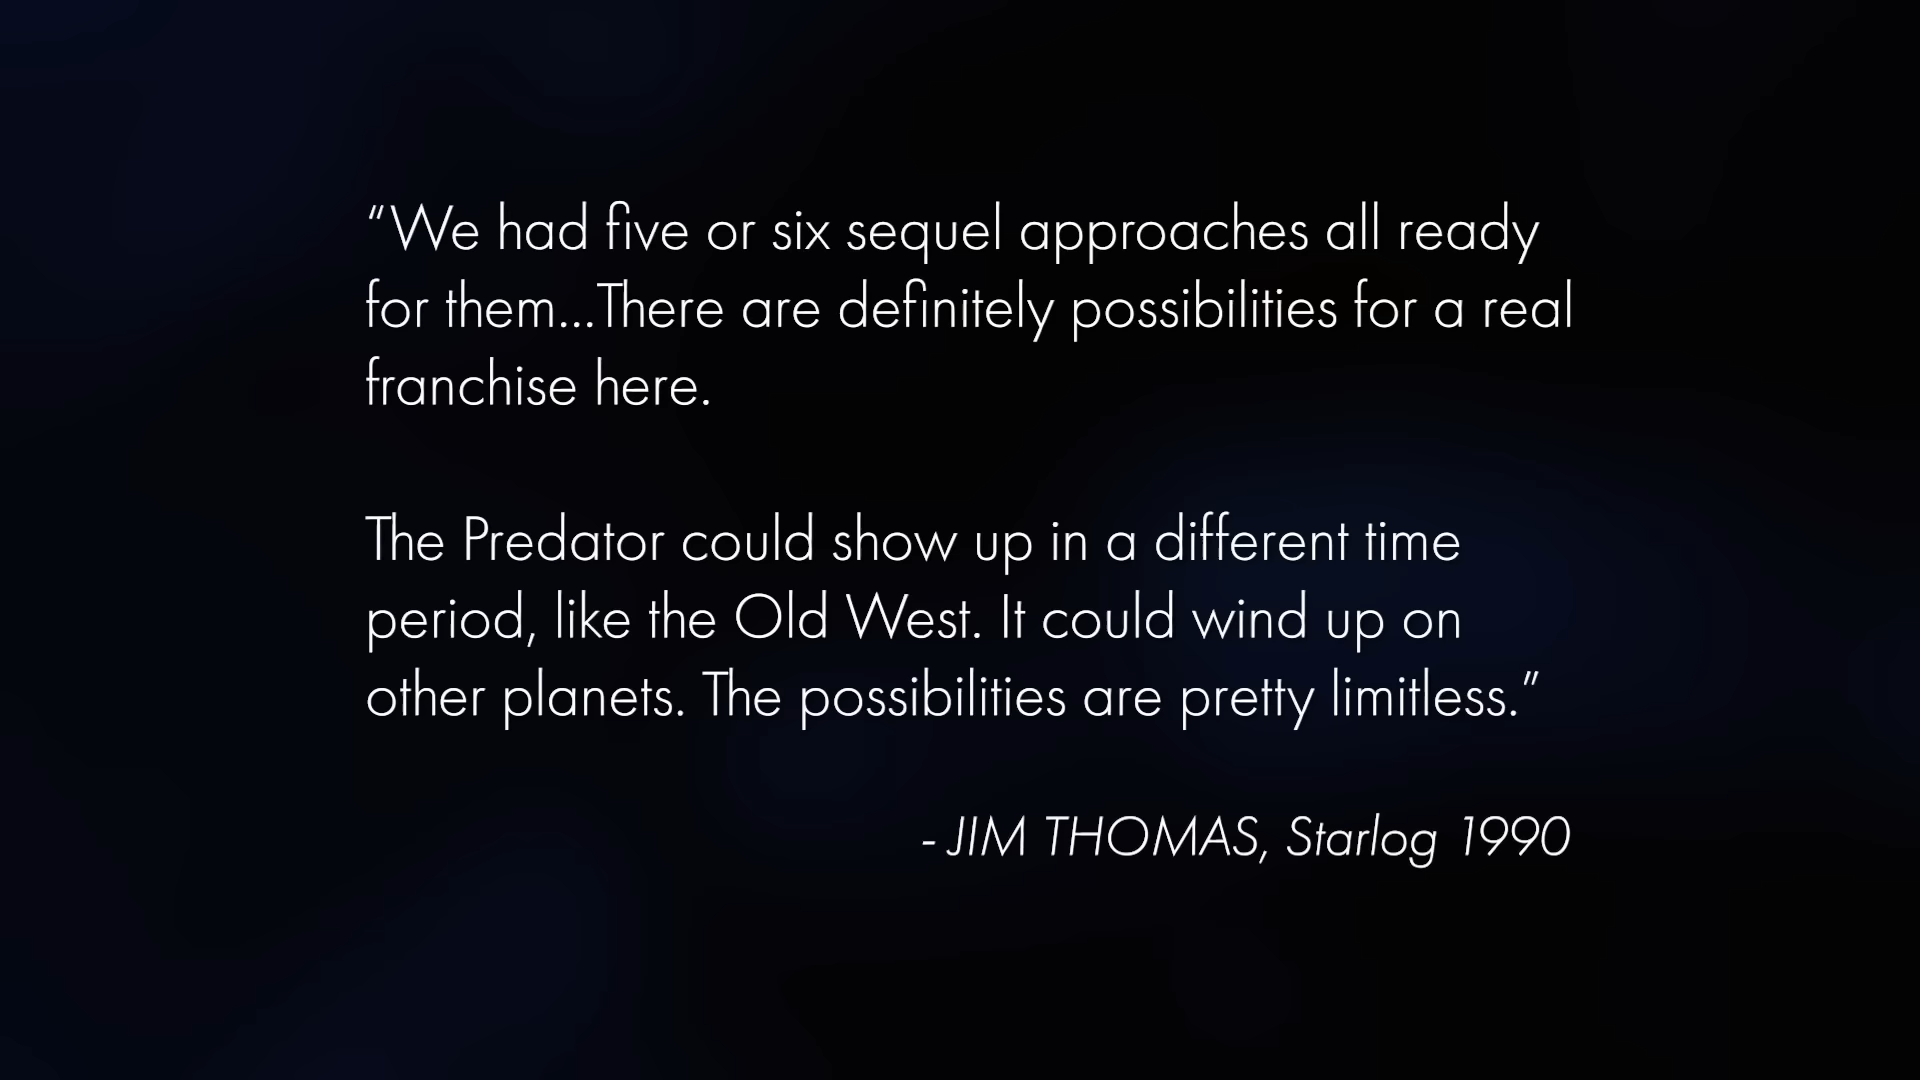 “We had five or six sequel approaches all ready
for them...There are definitely possibilities for a real
franchise here.
The Predator could show up in a different time
period, like the Old West. It could wind up on
other planets. The possibilities are pretty limitless.”
- JIM THOMAS, Starlog 1990